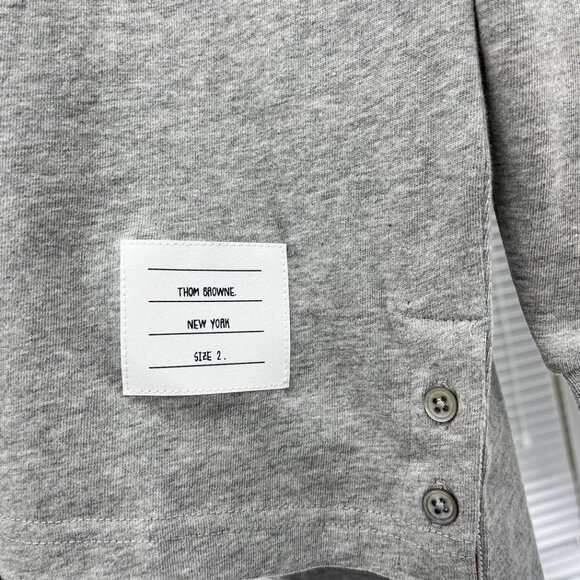 THOM BROWNE.
NEW YORK
SIZE 2.